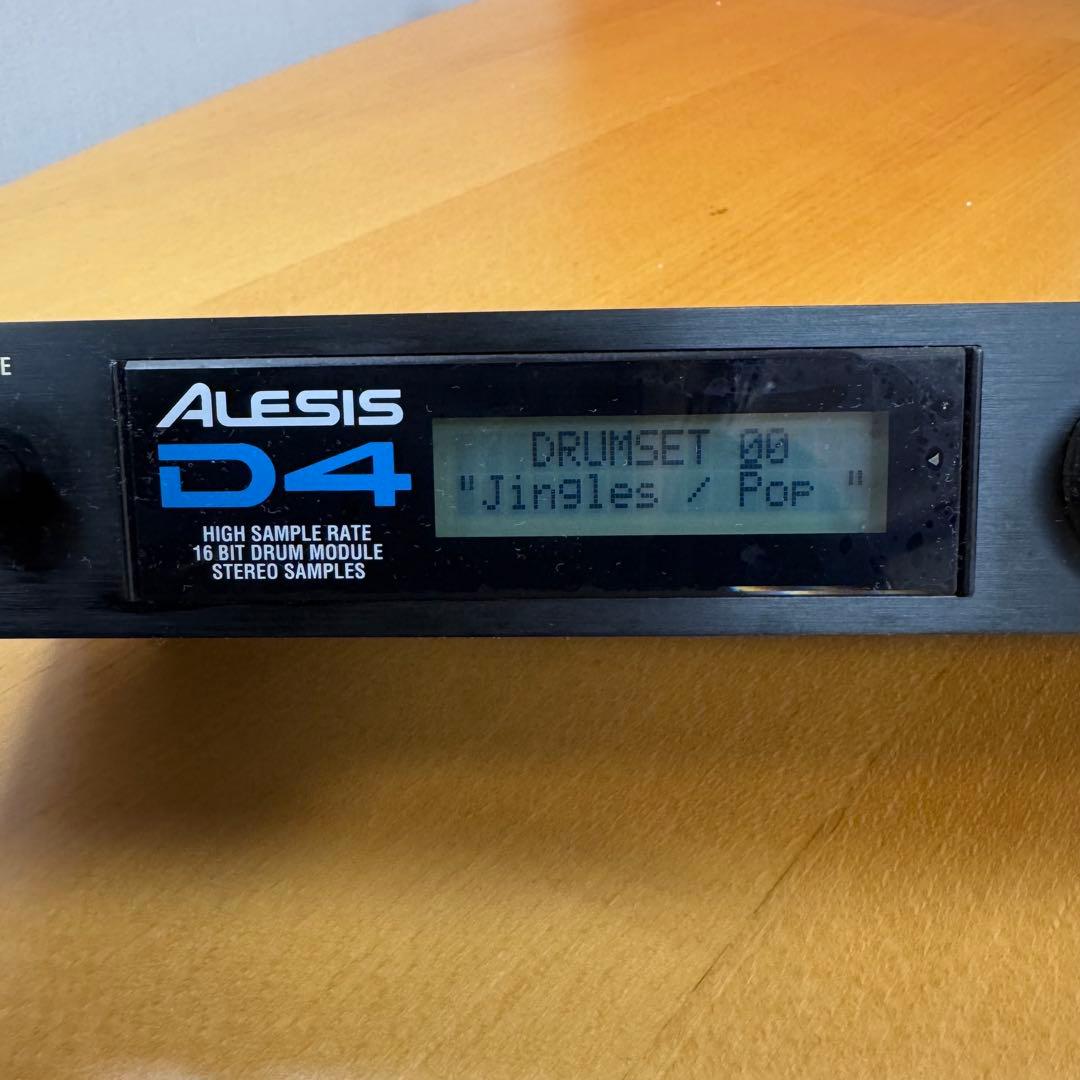 E
ALESIS
D4
HIGH SAMPLE RATE
16 BIT DRUM MODULE
STEREO SAMPLES
DRUMSET 00
"Jingles / Pop "